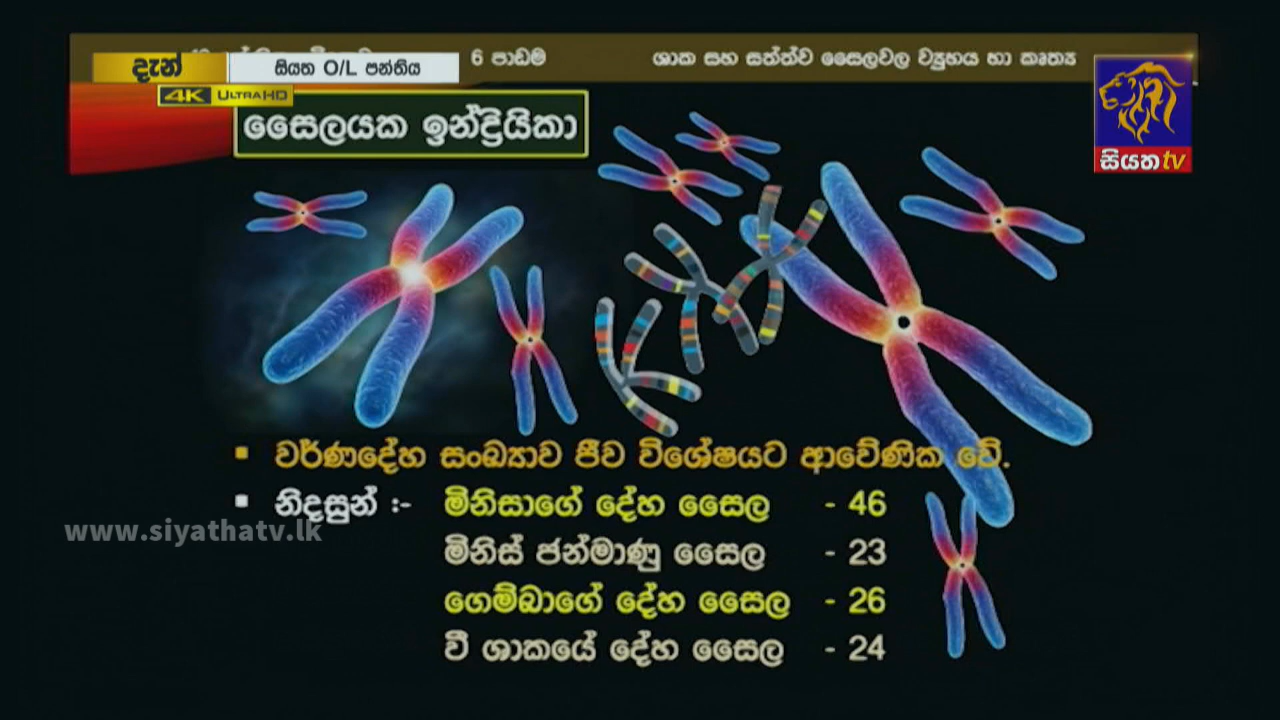 6 පාඩම ශාක සහ සත්ත්ව සෛලවල ව්‍යුහය හා කෘත්‍ය
දැන් සියත O/L පන්තිය
4K ULTRA HD
සියත tv
සෛලයක ඉන්ද්‍රියිකා
▪ වර්ණදේහ සංඛ්‍යාව ජීව විශේෂයට ආවේණික වේ.
▪ නිදසුන් :- මිනිසාගේ දේහ සෛල - 46
www.siyathatv.lk
මිනිස් ජන්මාණු සෛල - 23
ගෙම්බාගේ දේහ සෛල - 26
වී ශාකයේ දේහ සෛල - 24